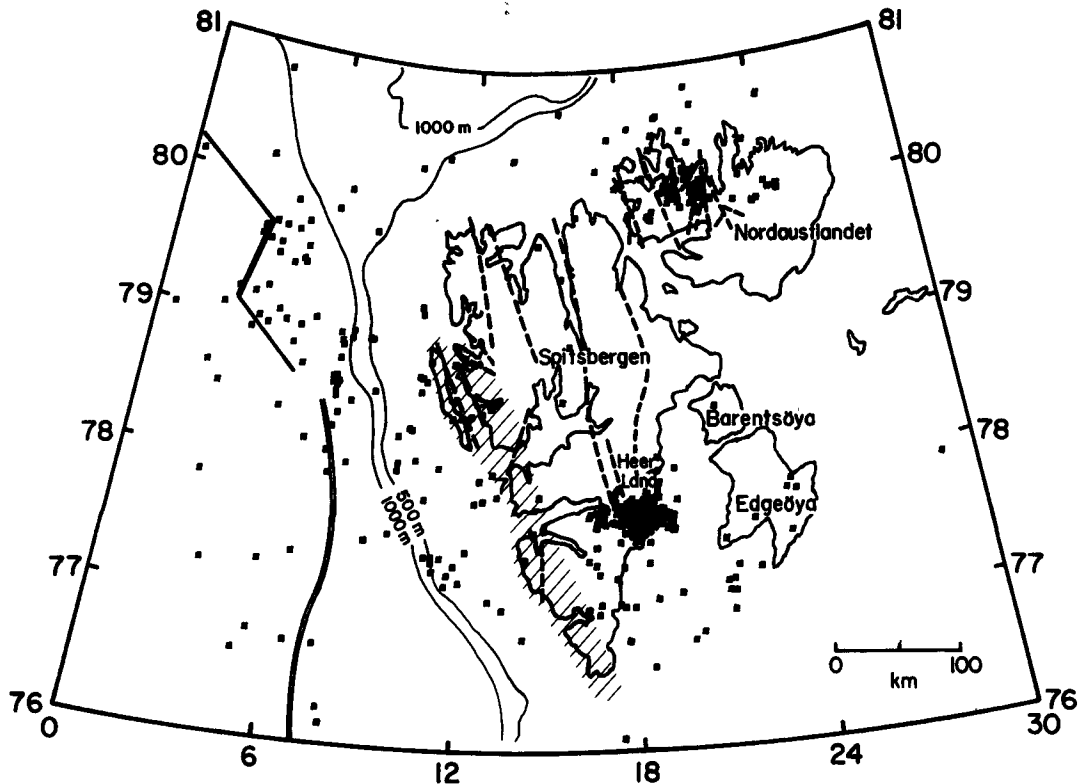 81
81
1000 m
80
80
Nordaustlandet
79
79
Spitsbergen
78
78
Barentsöya
Heer
Land
Edgeöya
500 m
1000 m
77
77
0
100
km
76
76
0
30
6
24
12
18